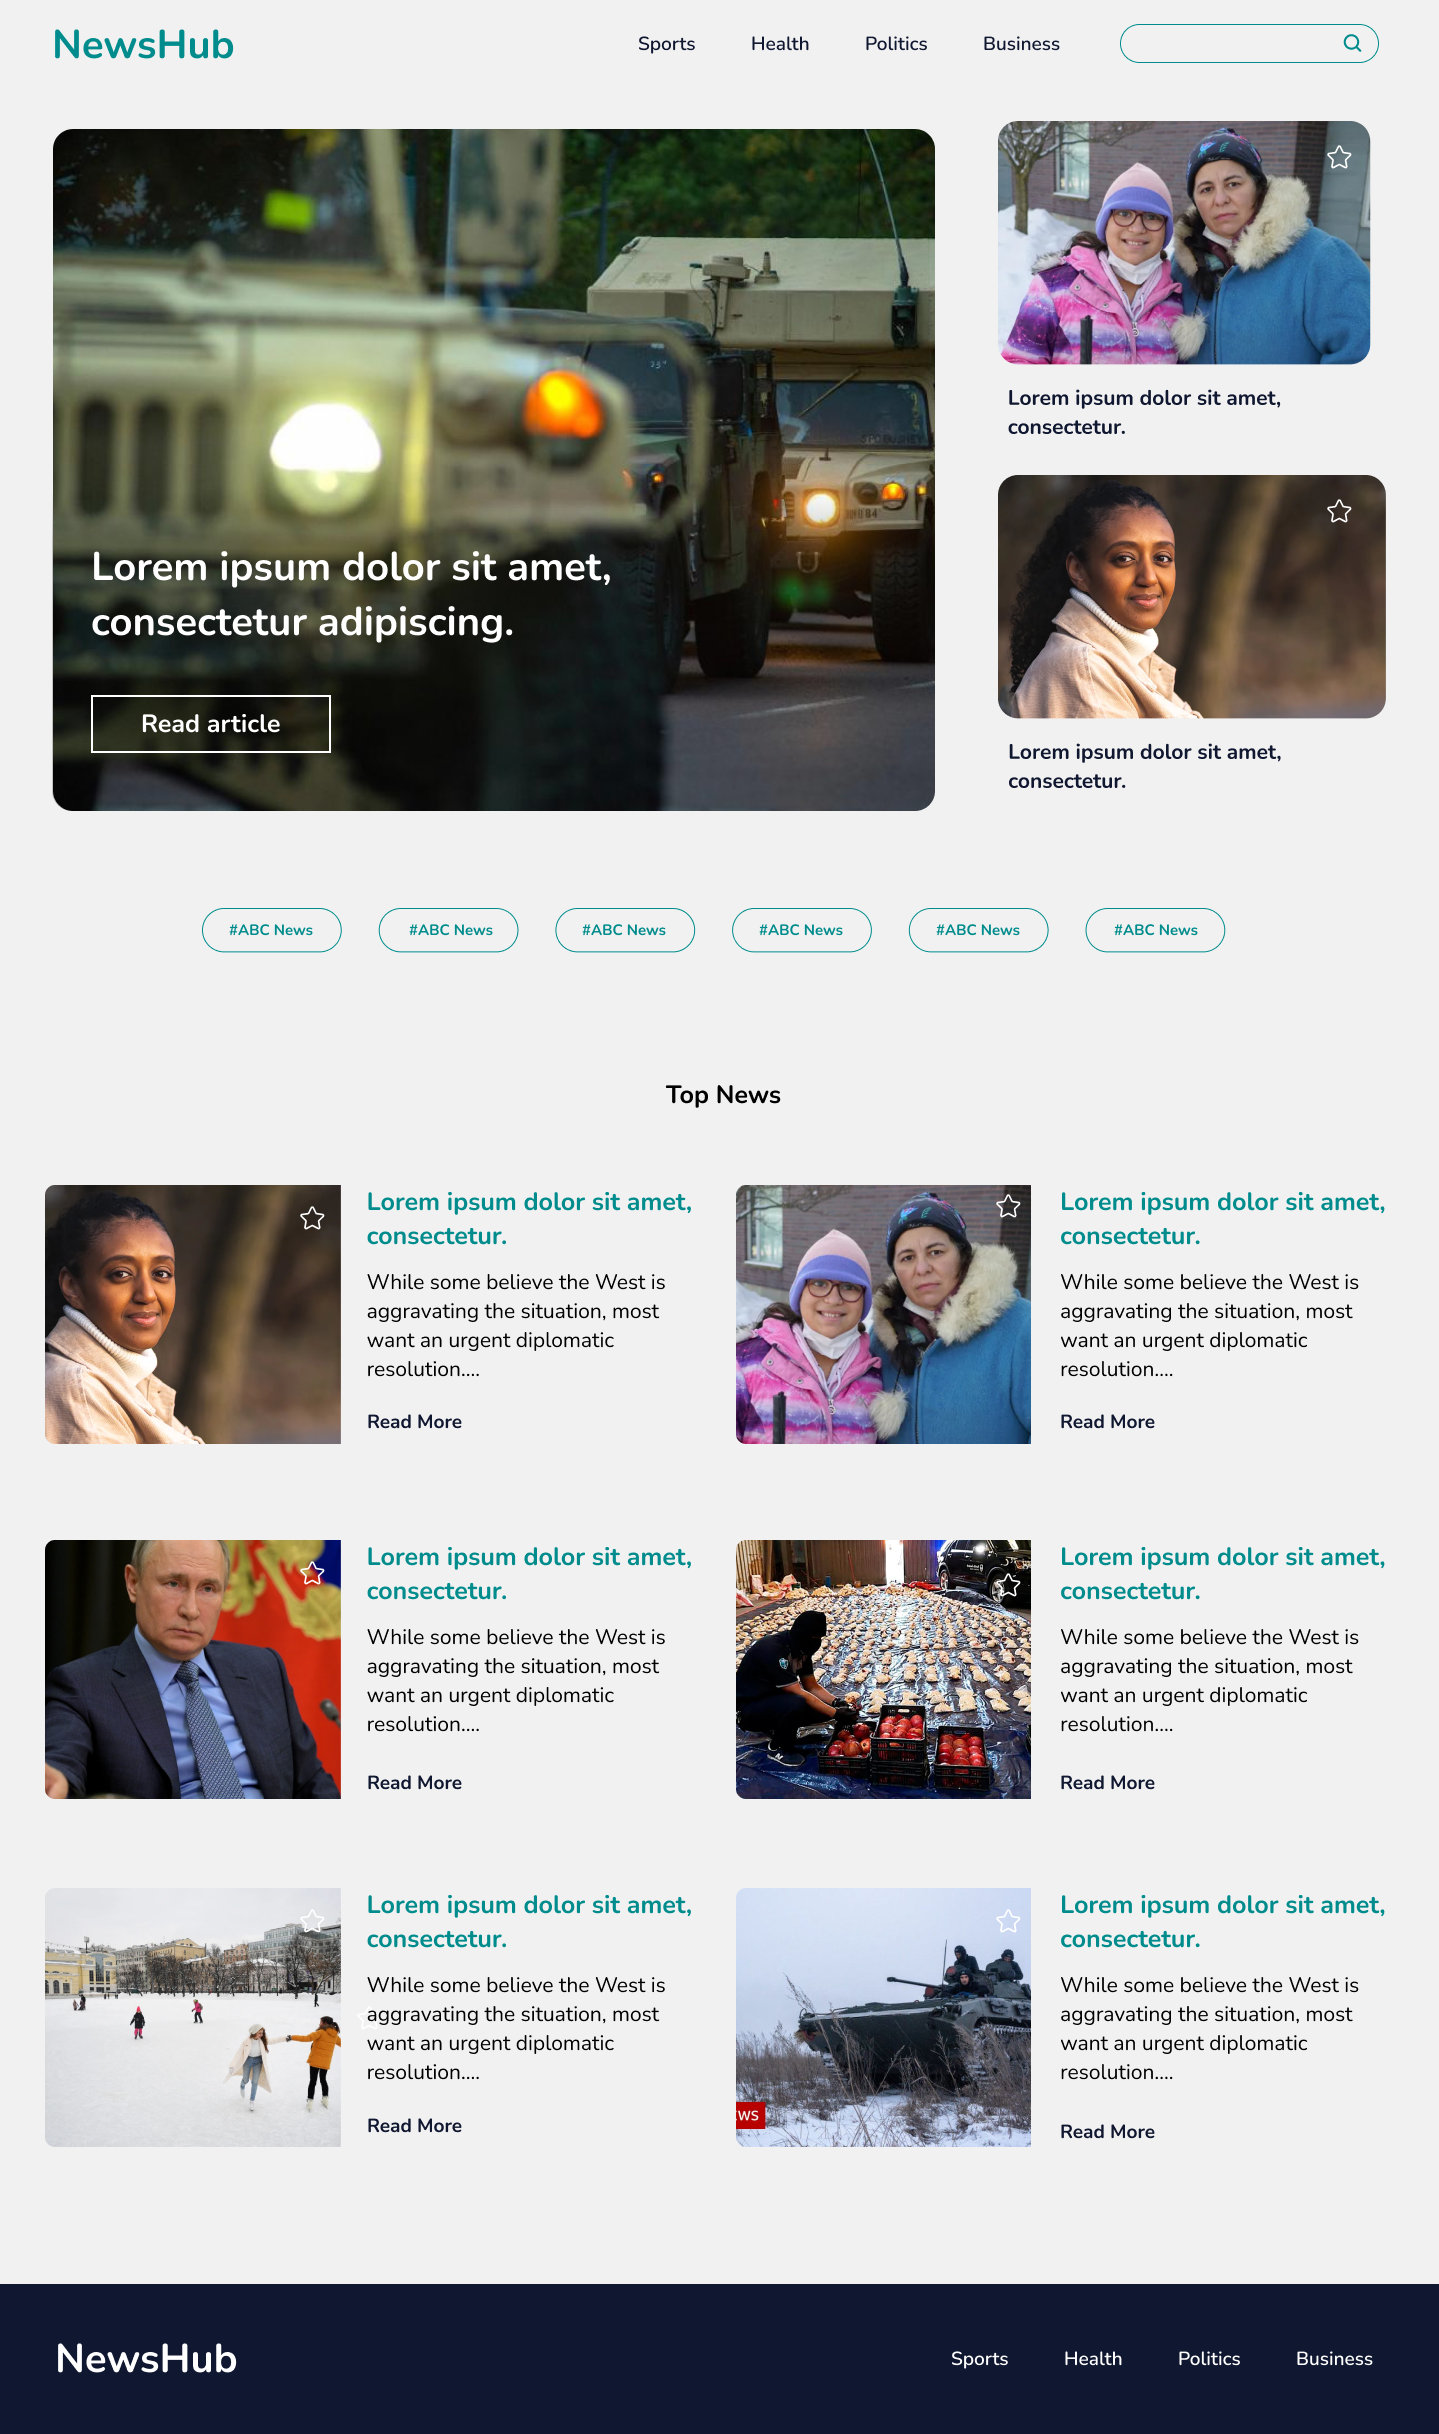 NewsHub
Sports Health Politics Business
Lorem ipsum dolor sit amet,
consectetur adipiscing.
Read article
Lorem ipsum dolor sit amet,
consectetur.
Lorem ipsum dolor sit amet,
consectetur.
#ABC News #ABC News #ABC News #ABC News #ABC News #ABC News
Top News
Lorem ipsum dolor sit amet,
consectetur.
While some believe the West is
aggravating the situation, most
want an urgent diplomatic
resolution....
Read More
Lorem ipsum dolor sit amet,
consectetur.
While some believe the West is
aggravating the situation, most
want an urgent diplomatic
resolution....
Read More
Lorem ipsum dolor sit amet,
consectetur.
While some believe the West is
aggravating the situation, most
want an urgent diplomatic
resolution....
Read More
Lorem ipsum dolor sit amet,
consectetur.
While some believe the West is
aggravating the situation, most
want an urgent diplomatic
resolution....
Read More
Lorem ipsum dolor sit amet,
consectetur.
While some believe the West is
aggravating the situation, most
want an urgent diplomatic
resolution....
Read More
EWS
Lorem ipsum dolor sit amet,
consectetur.
While some believe the West is
aggravating the situation, most
want an urgent diplomatic
resolution....
Read More
NewsHub
Sports Health Politics Business